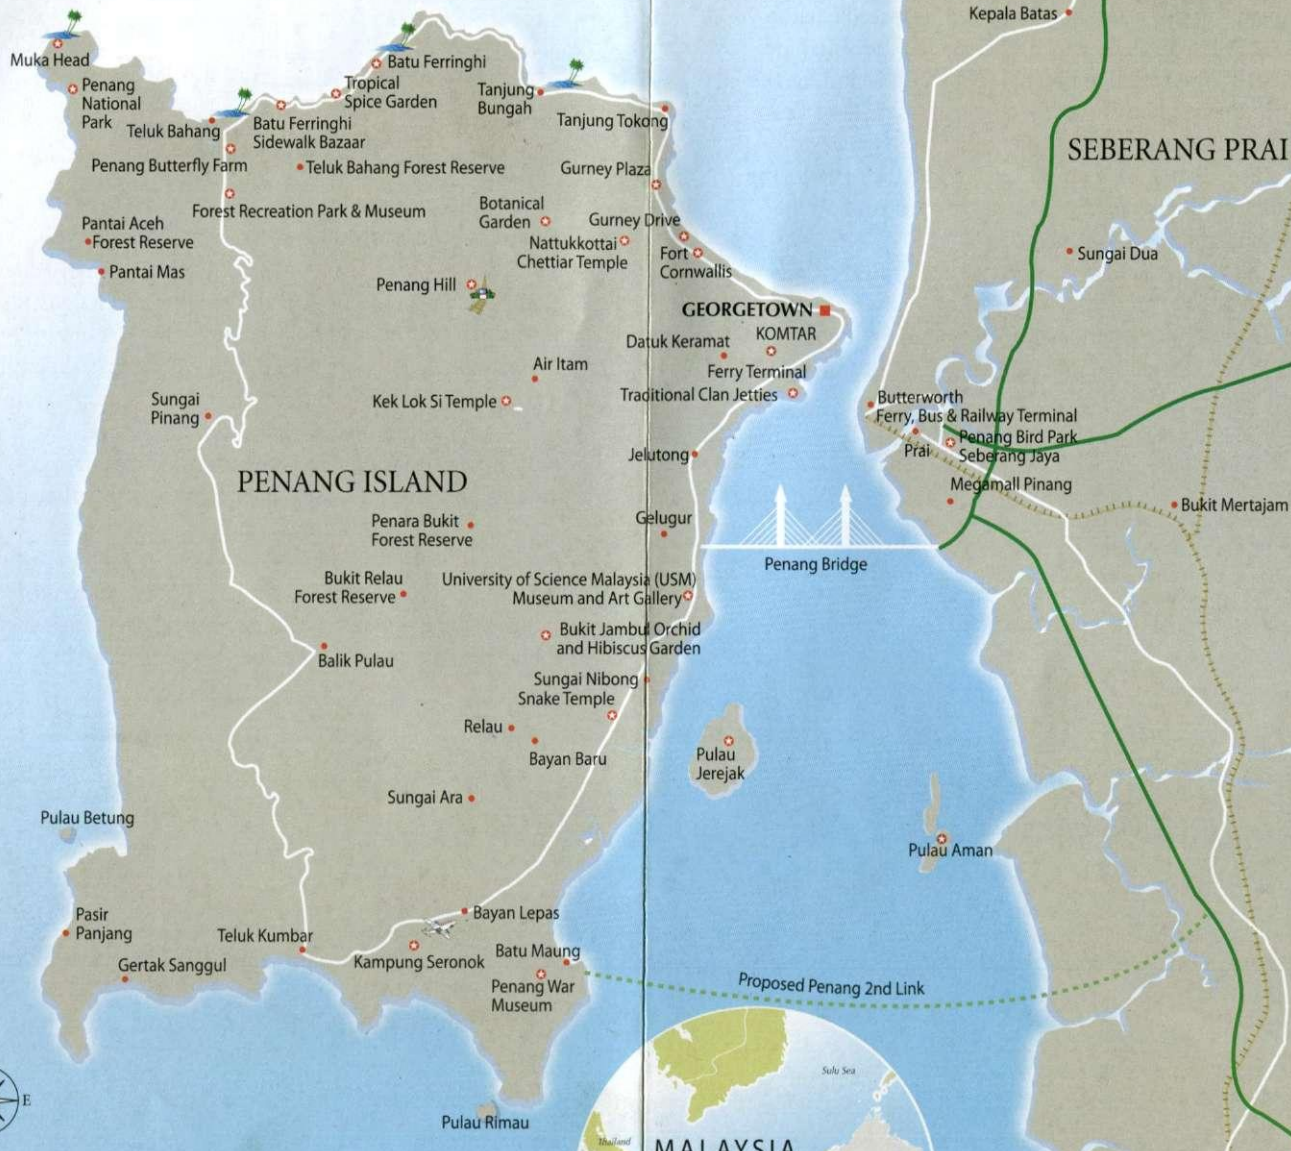 Kepala Batas
Muka Head
Batu Ferringhi
Penang
National
Park
Tropical
Spice Garden
Tanjung
Bungah
Tanjung Tokong
Teluk Bahang
Batu Ferringhi
Sidewalk Bazaar
SEBERANG PRAI
Penang Butterfly Farm
Teluk Bahang Forest Reserve
Gurney Plaza
Forest Recreation Park & Museum
Botanical
Garden
Gurney Drive
Pantai Aceh
Forest Reserve
Nattukkottai
Chettiar Temple
Fort
Cornwallis
Sungai Dua
Pantai Mas
Penang Hill
GEORGETOWN
KOMTAR
Datuk Keramat
Air Itam
Ferry Terminal
Traditional Clan Jetties
Sungai
Pinang
Kek Lok Si Temple
Butterworth
Ferry, Bus & Railway Terminal
Prai
Penang Bird Park
Seberang Jaya
Jelutong
PENANG ISLAND
Megamall Pinang
Bukit Mertajam
Penara Bukit
Forest Reserve
Gelugur
Penang Bridge
Bukit Relau
Forest Reserve
University of Science Malaysia (USM)
Museum and Art Gallery
Bukit Jambul Orchid
and Hibiscus Garden
Balik Pulau
Sungai Nibong
Snake Temple
Relau
Bayan Baru
Pulau
Jerejak
Sungai Ara
Pulau Betung
Pulau Aman
Pasir
Panjang
Bayan Lepas
Teluk Kumbar
Kampung Seronok
Batu Maung
Gertak Sanggul
Penang War
Museum
Proposed Penang 2nd Link
E
Pulau Rimau
Sulu Sea
Thailand
MALAYSIA